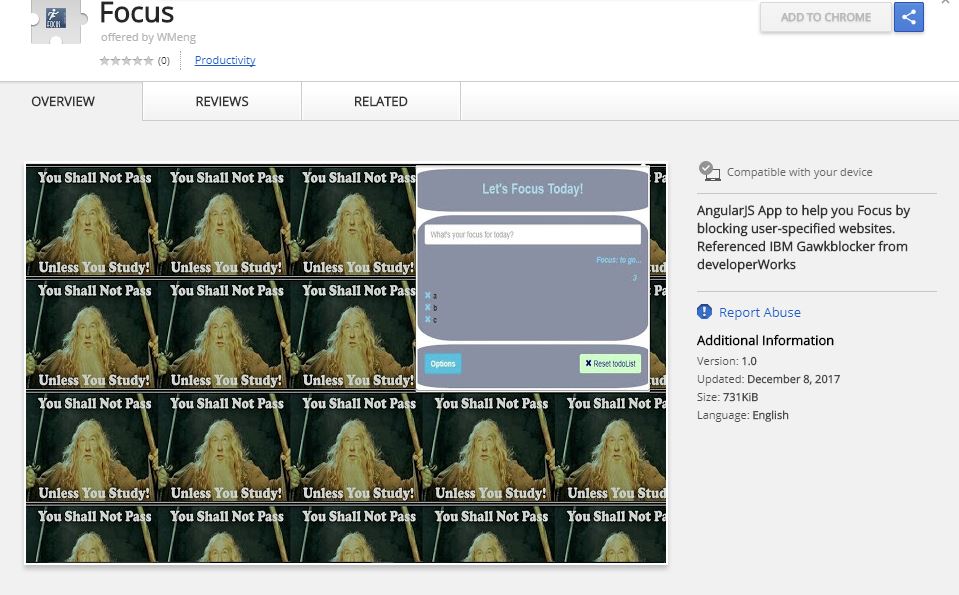 Focus
offered by WMeng
(0) Productivity
ADD TO CHROME
OVERVIEW REVIEWS RELATED
You Shall Not Pass You Shall Not Pass You Shall Not Pass
Unless You Study! Unless You Study! Unless You Study!
You Shall Not Pass You Shall Not Pass You Shall Not Pass
Unless You Study! Unless You Study! Unless You Study!
You Shall Not Pass You Shall Not Pass You Shall Not Pass You Shall Not Pass You Shall Not Pa
Unless You Study! Unless You Study! Unless You Study! Unless You Study! Unless You Stud
You Shall Not Pass You Shall Not Pass You Shall Not Pass You Shall Not Pass You Shall Not Pa
Let's Focus Today!
What's your focus for today?
Focus: to go...
3
x a
x b
x c
Options
x Reset todoList
Compatible with your device
AngularJS App to help you Focus by
blocking user-specified websites.
Referenced IBM Gawkblocker from
developerWorks
Report Abuse
Additional Information
Version: 1.0
Updated: December 8, 2017
Size: 731KiB
Language: English